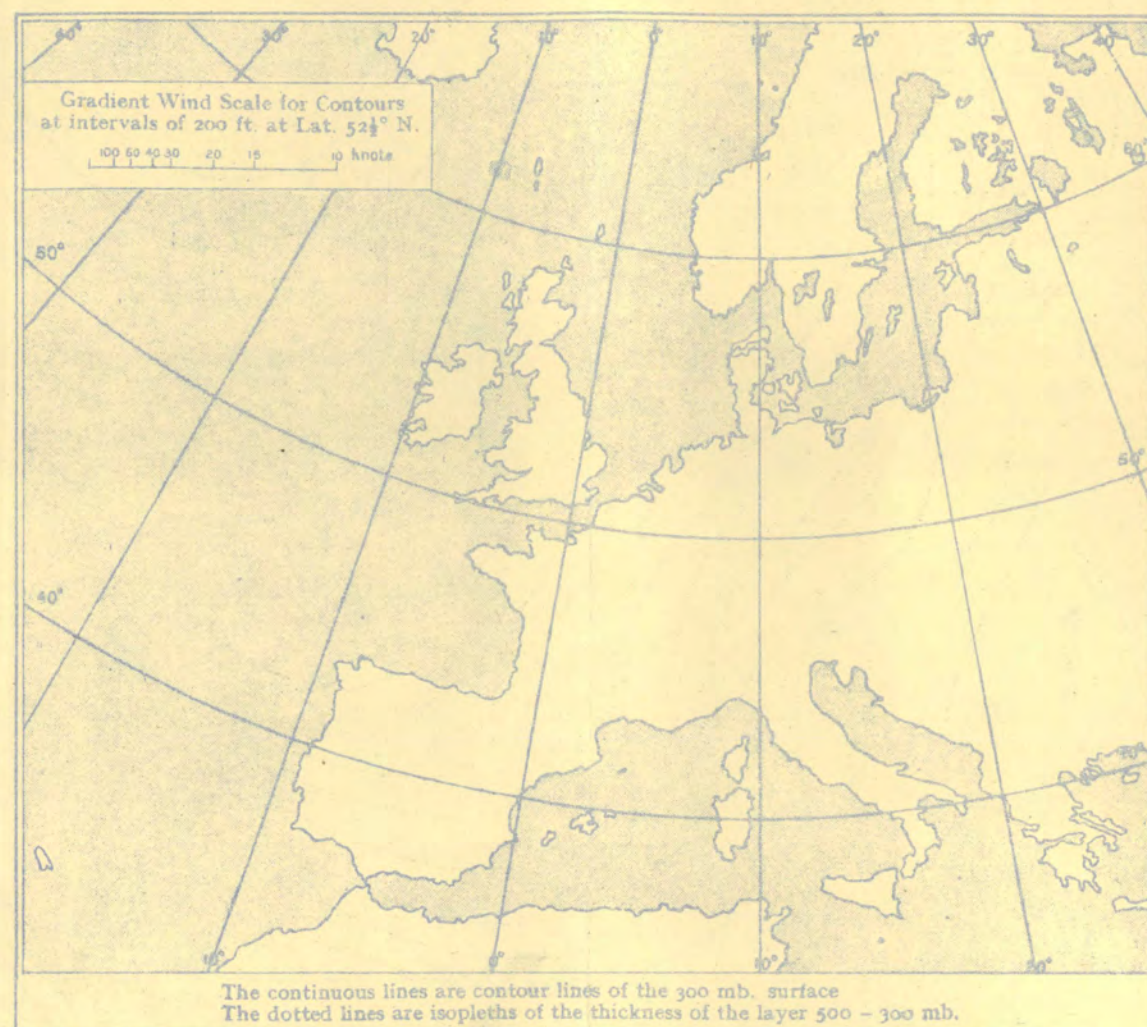 50° 30° 20° 10° 0° 10° 20° 30° 40°
Gradient Wind Scale for Contours
at intervals of 200 ft. at Lat. 52½° N.
100 60 40 30 20 15 10 knots
60°
50°
50°
40°
40°
10° 0° 10° 20°
The continuous lines are contour lines of the 300 mb. surface
The dotted lines are isopleths of the thickness of the layer 500 – 300 mb.